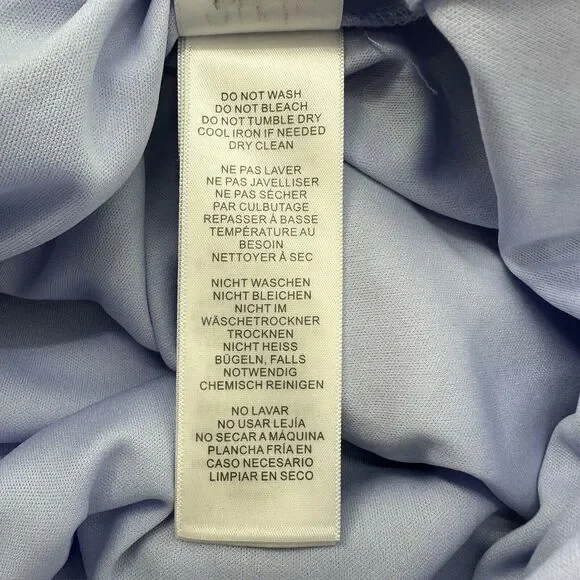 DO NOT WASH
DO NOT BLEACH
DO NOT TUMBLE DRY
COOL IRON IF NEEDED
DRY CLEAN
NE PAS LAVER
NE PAS JAVELLISER
NE PAS SÉCHER
PAR CULBUTAGE
REPASSER À BASSE
TEMPÉRATURE AU
BESOIN
NETTOYER À SEC
NICHT WASCHEN
NICHT BLEICHEN
NICHT IM
WÄSCHETROCKNER
TROCKNEN
NICHT HEISS
BÜGELN, FALLS
NOTWENDIG
CHEMISCH REINIGEN
NO LAVAR
NO USAR LEJÍA
NO SECAR A MÁQUINA
PLANCHA FRÍA EN
CASO NECESARIO
LIMPIAR EN SECO